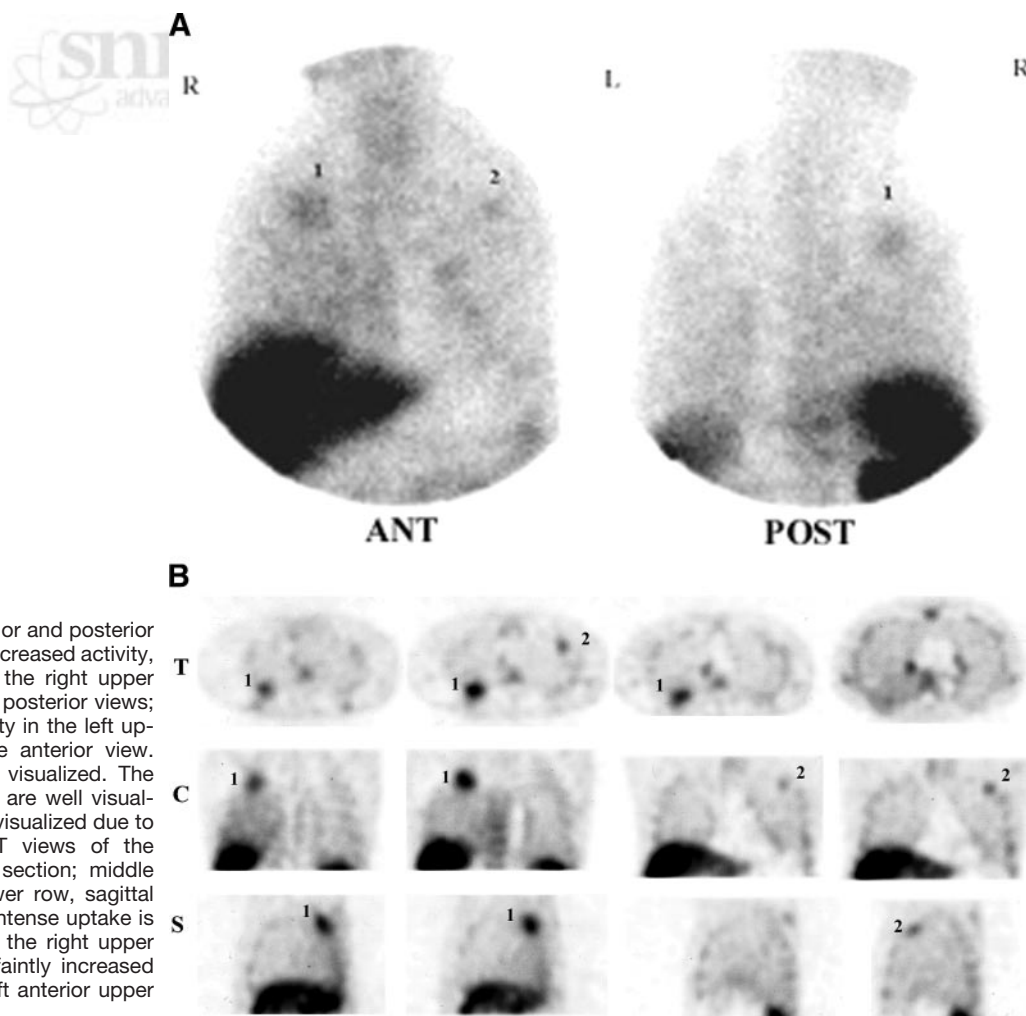 A
R
L
R
1
2
1
ANT
POST
B
T
1
1
2
1
C
1
1
2
2
S
1
1
2
or and posterior
creased activity,
the right upper
posterior views;
ty in the left up-
e anterior view.
visualized. The
are well visual-
visualized due to
T views of the
section; middle
wer row, sagittal
ntense uptake is
the right upper
faintly increased
ft anterior upper